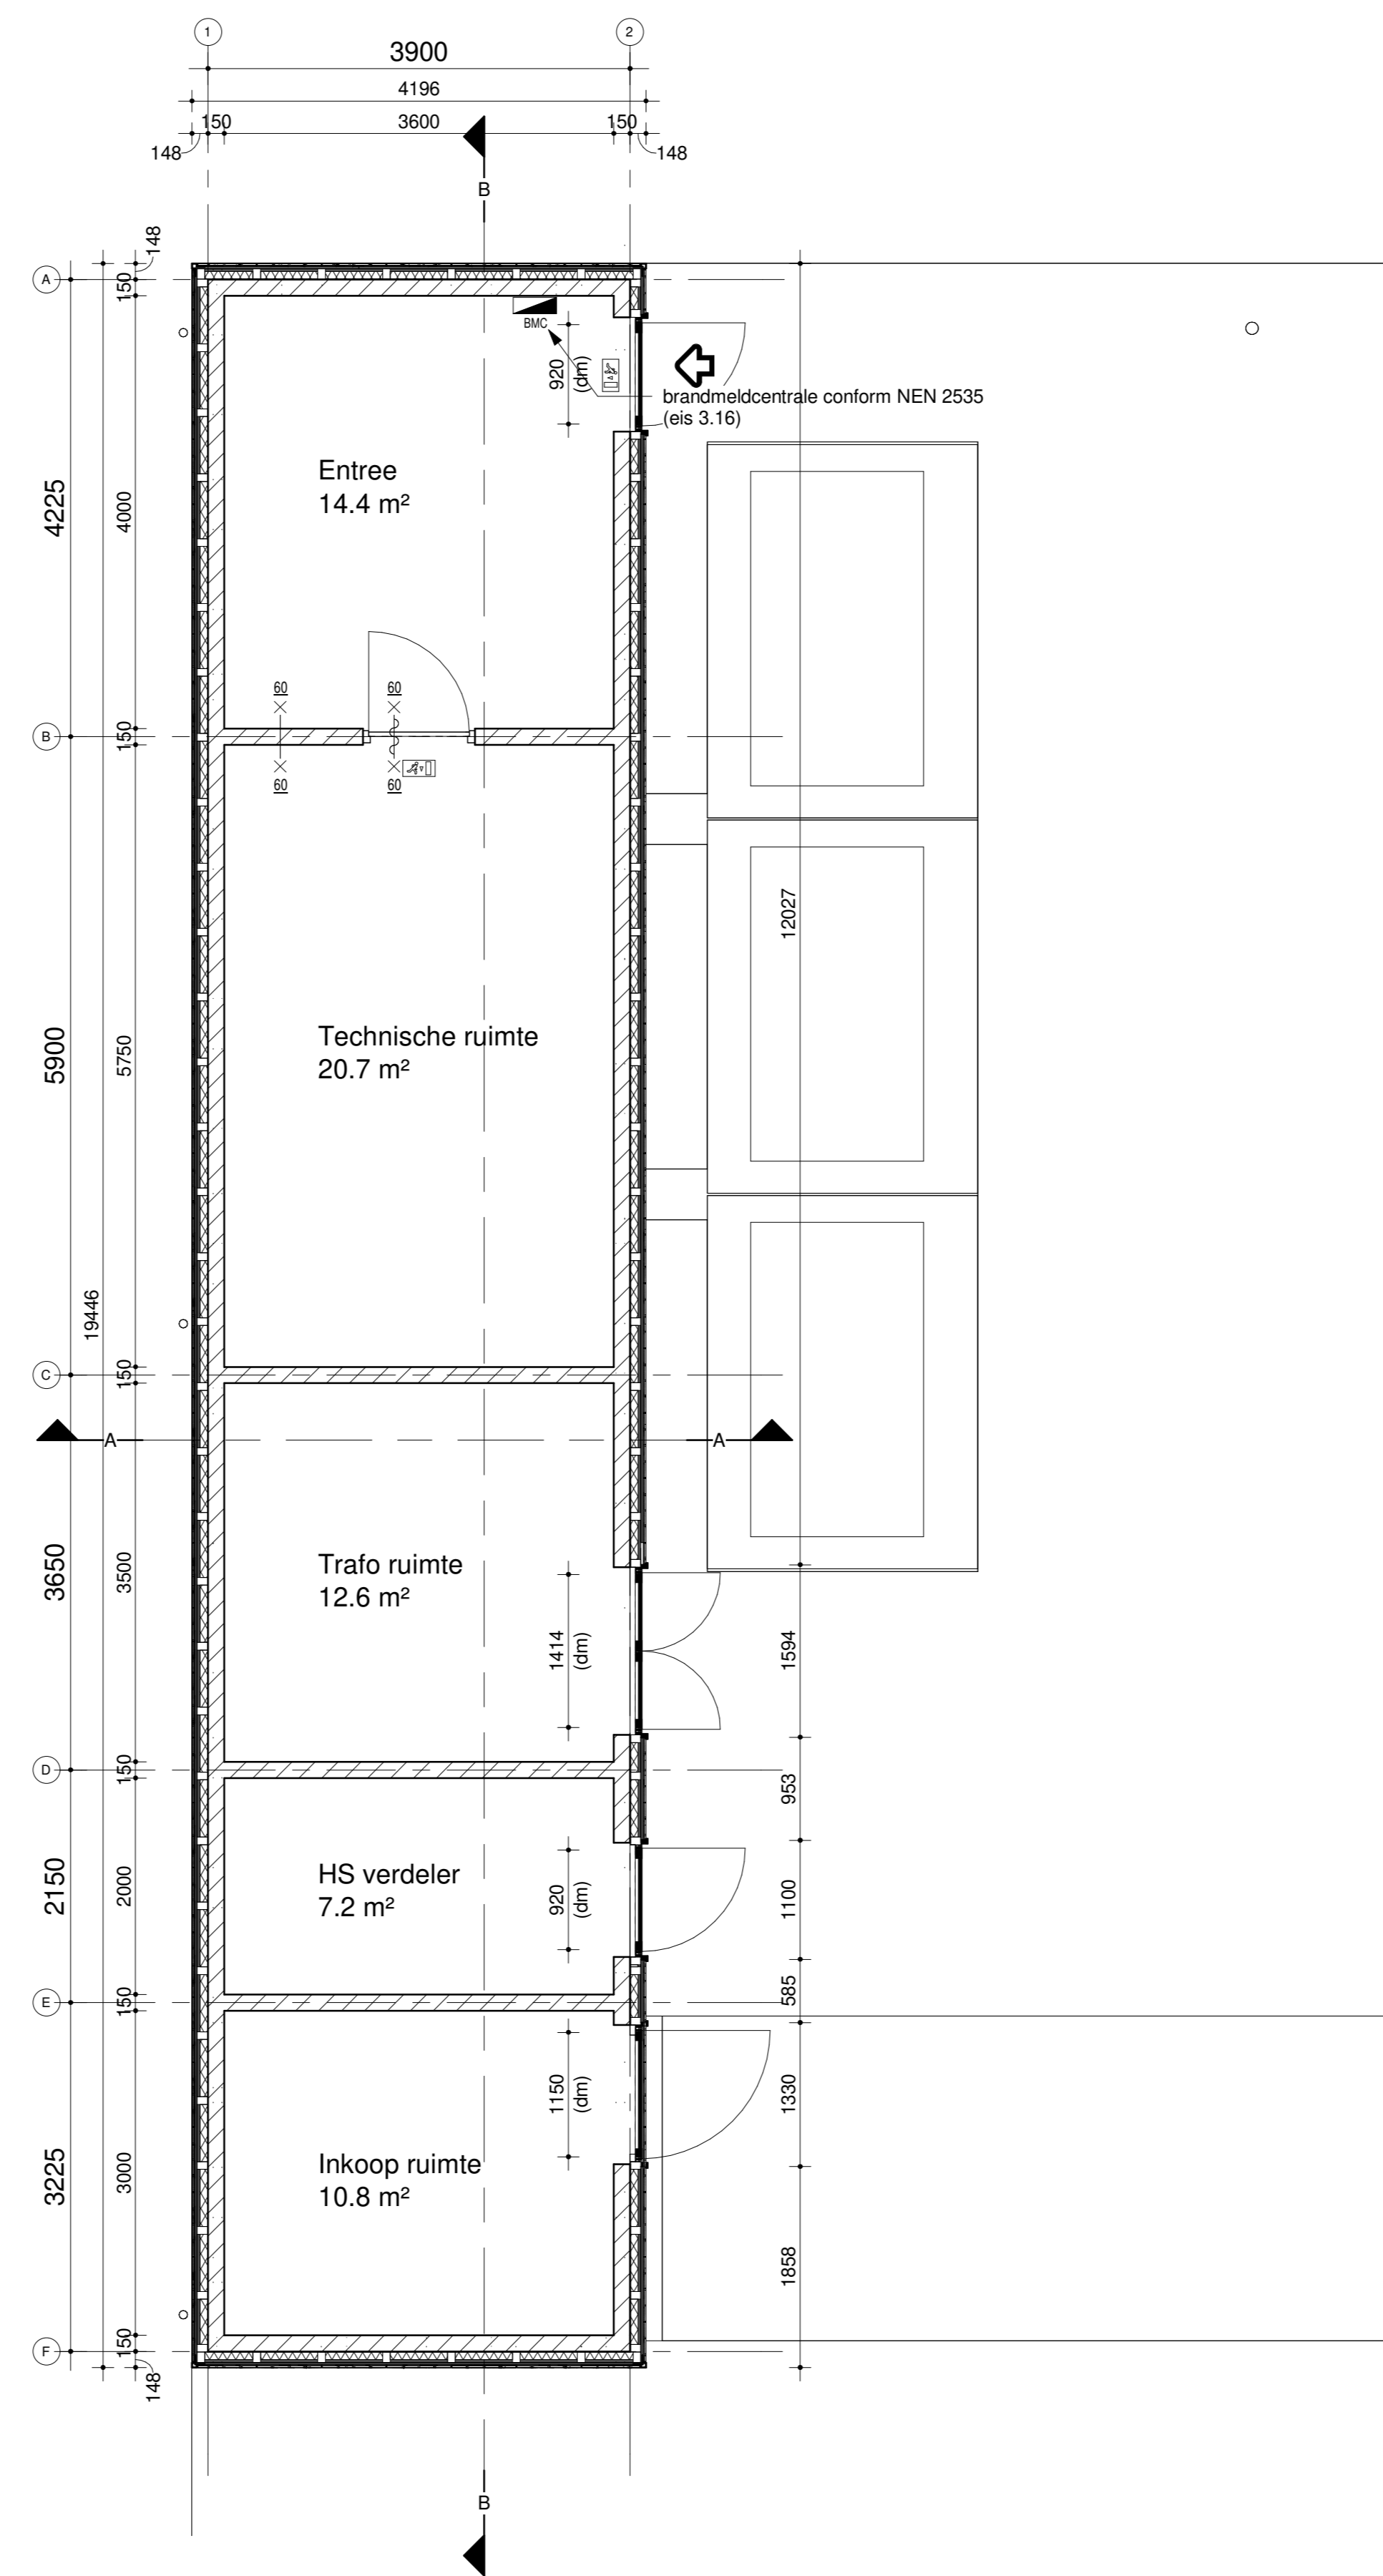 1
2
3900
4196
150
3600
150
148
148
B
148
A
150
BMC
920
(dm)
brandmeldcentrale conform NEN 2535
(eis 3.16)
Entree
14.4 m²
4225
4000
60
60
B
150
60
60
12027
Technische ruimte
20.7 m²
5900
5750
19446
C
150
A
A
Trafo ruimte
12.6 m²
3650
3500
1414
(dm)
1594
D
150
953
HS verdeler
7.2 m²
2150
2000
920
(dm)
1100
E
150
585
1150
(dm)
1330
Inkoop ruimte
10.8 m²
3225
3000
1858
F
150
148
B